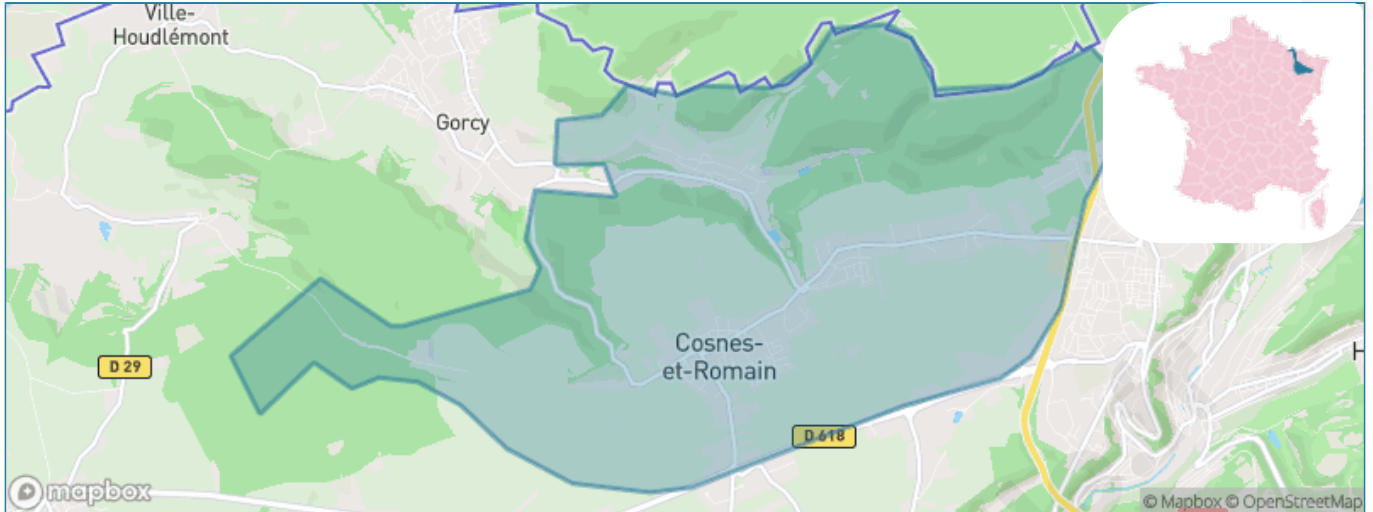 Ville-
Houdlémont
Gorcy
Cosnes-
et-Romain
H
D 29
D 618
mapbox
© Mapbox © OpenStreetMap